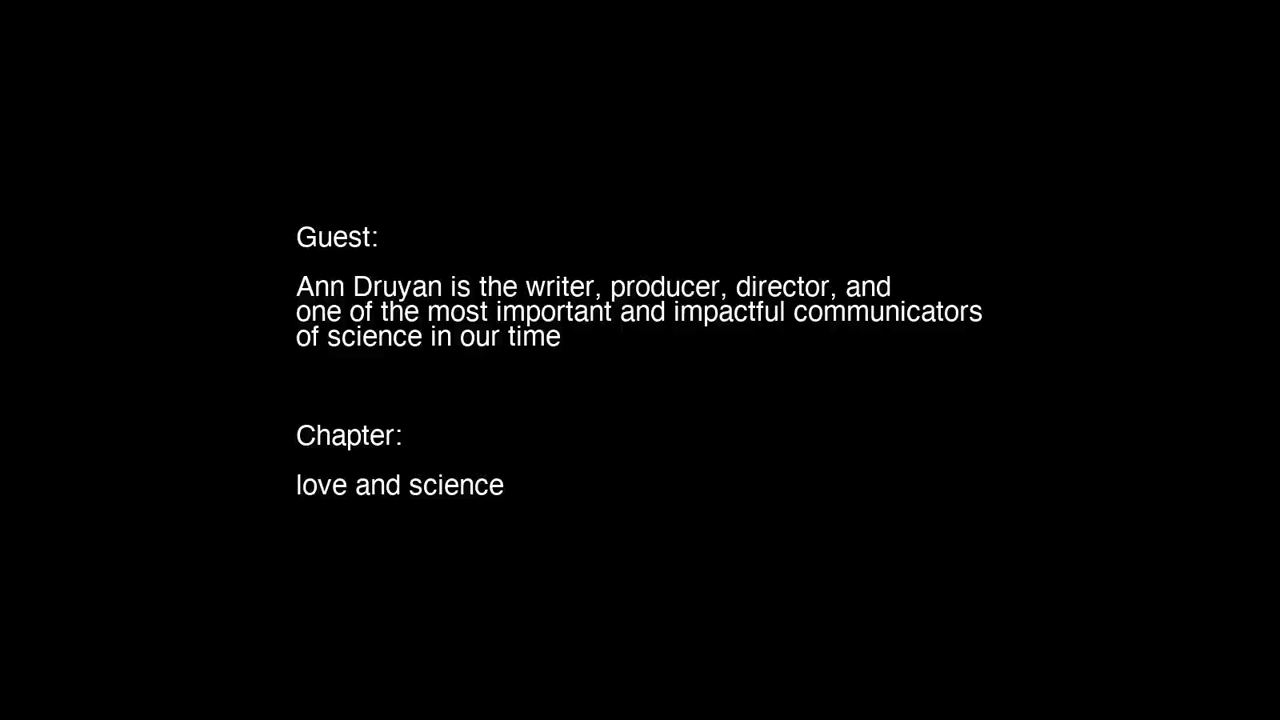 Guest:
Ann Druyan is the writer, producer, director, and
one of the most important and impactful communicators
of science in our time
Chapter:
love and science